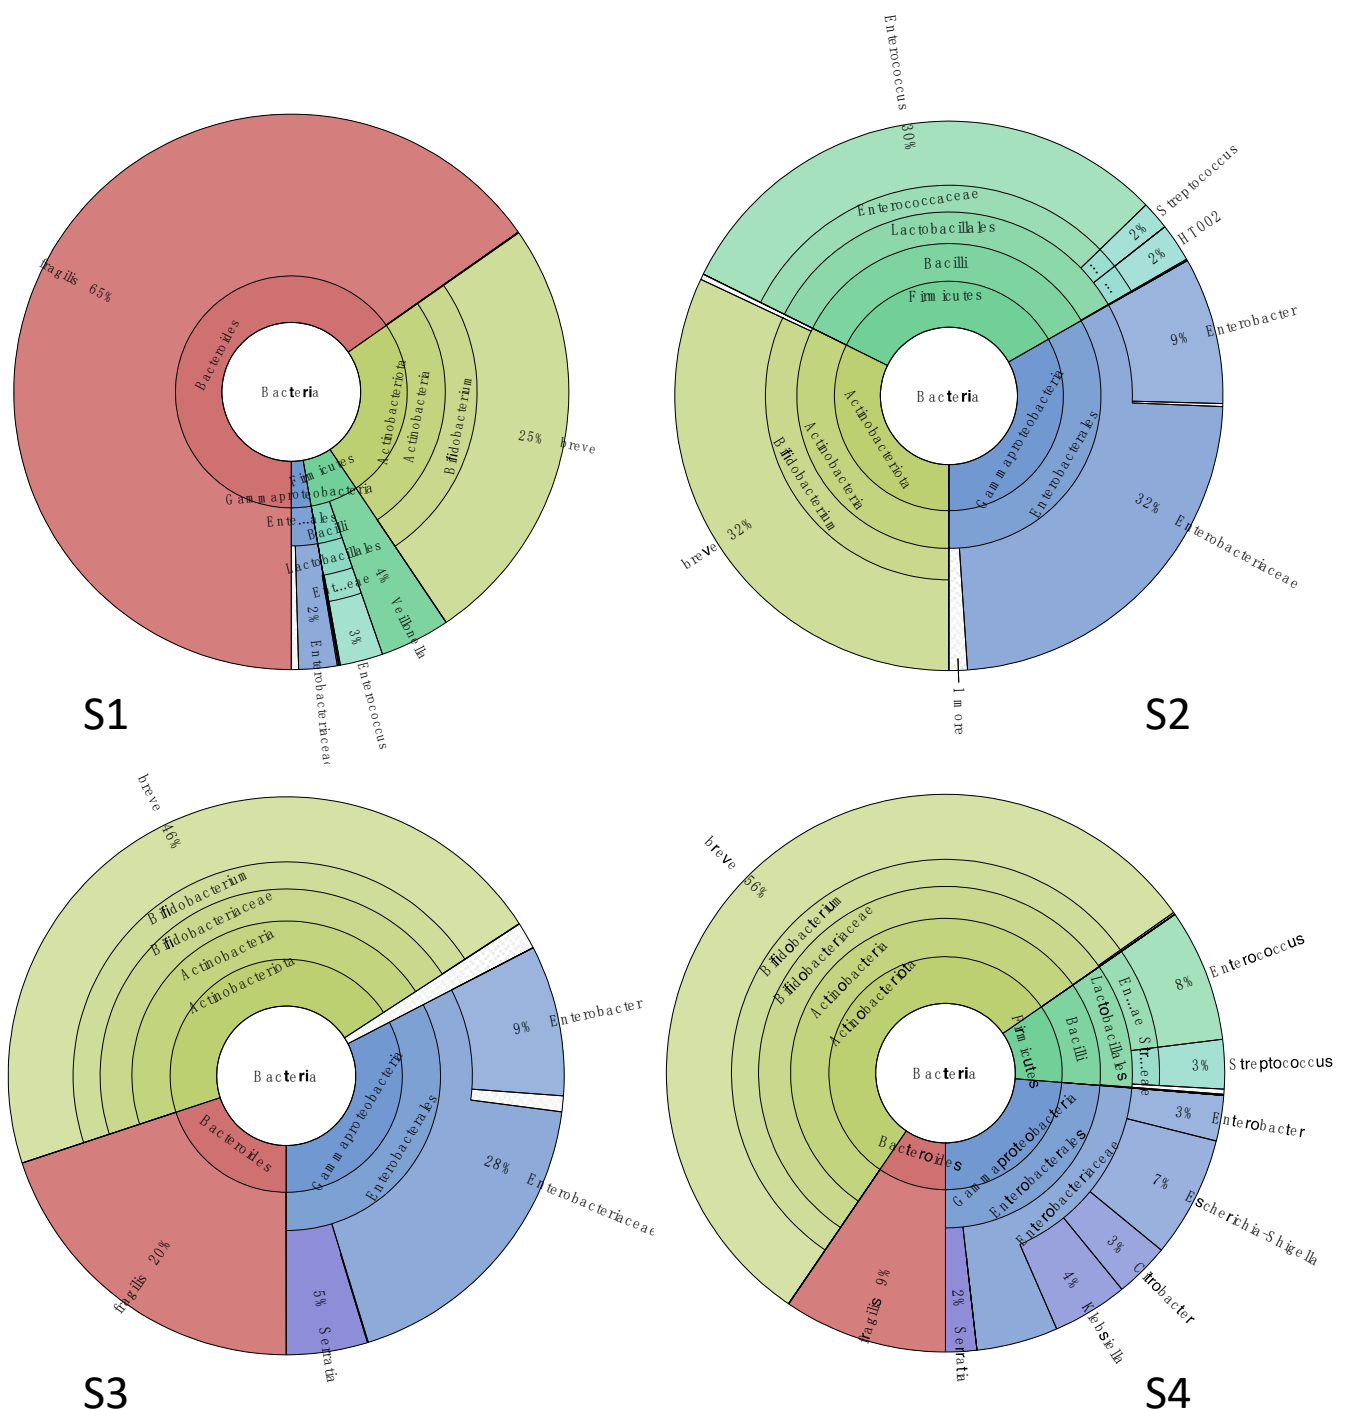 Bacteria
Bacteroides
fragilis 65%
Actinobacteriota
Actinobacteria
Bifidobacterium
25% breve
Firmicutes
Gammaproteobacteria
Ente...ales
Bacilli
Lactobacillales
E...t...eae
4% Veillonella
3% Enterococcus
2% Enterobacteriaceae
S1
Enterococcus 30%
Enterococcaceae
Lactobacillales
Bacilli
Firmicutes
... 2% Streptococcus
... 2% HT002
Bacteria
9% Enterobacter
Gammaproteobacteria
Enterobacterales
32% Enterobacteriaceae
1 more
Actinobacteriota
Actinobacteria
Bifidobacterium
breve 32%
S2
breve 46%
Bifidobacterium
Bifidobacteriaceae
Actinobacteria
Actinobacteriota
Bacteria
9% Enterobacter
Gammaproteobacteria
Enterobacterales
28% Enterobacteriaceae
5% Serratia
Bacteroides
fragilis 20%
S3
breve 56%
Bifidobacterium
Bifidobacteriaceae
Actinobacteria
Actinobacteriota
Bacteria
Firmicutes
Bacilli
Lactobacillales
En...ae
8% Enterococcus
Str...eae
3% Streptococcus
Gammaproteobacteria
Enterobacterales
Enterobacteriaceae
3% Enterobacter
7% Escherichia-Shigella
3% Citrobacter
4% Klebsiella
2% Serratia
Bacteroides
fragilis 9%
S4